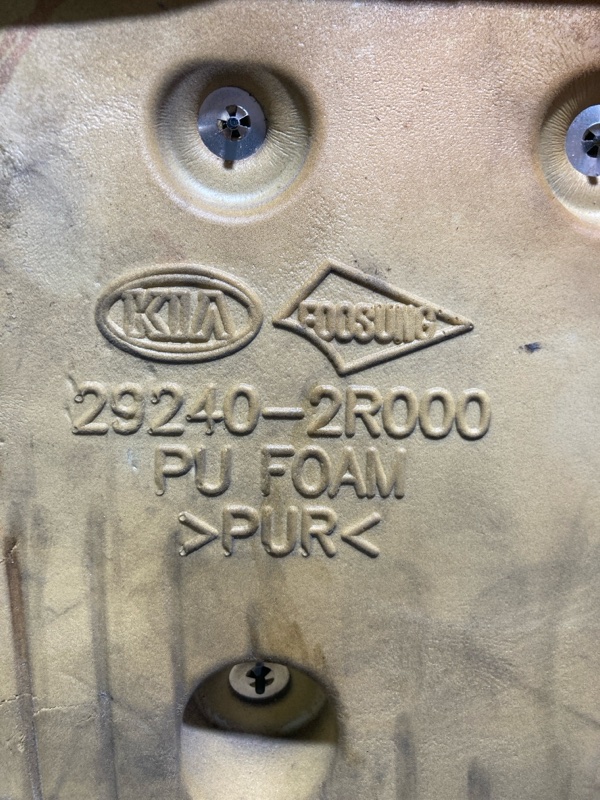 KIA FOOSUNG
29240-2R000
PU FOAM
>PUR<